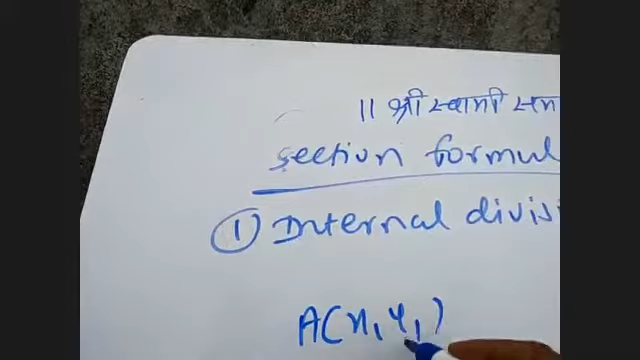 ॥ श्री स्वामी
section formul
① Internal divis
A(x₁ y₁)